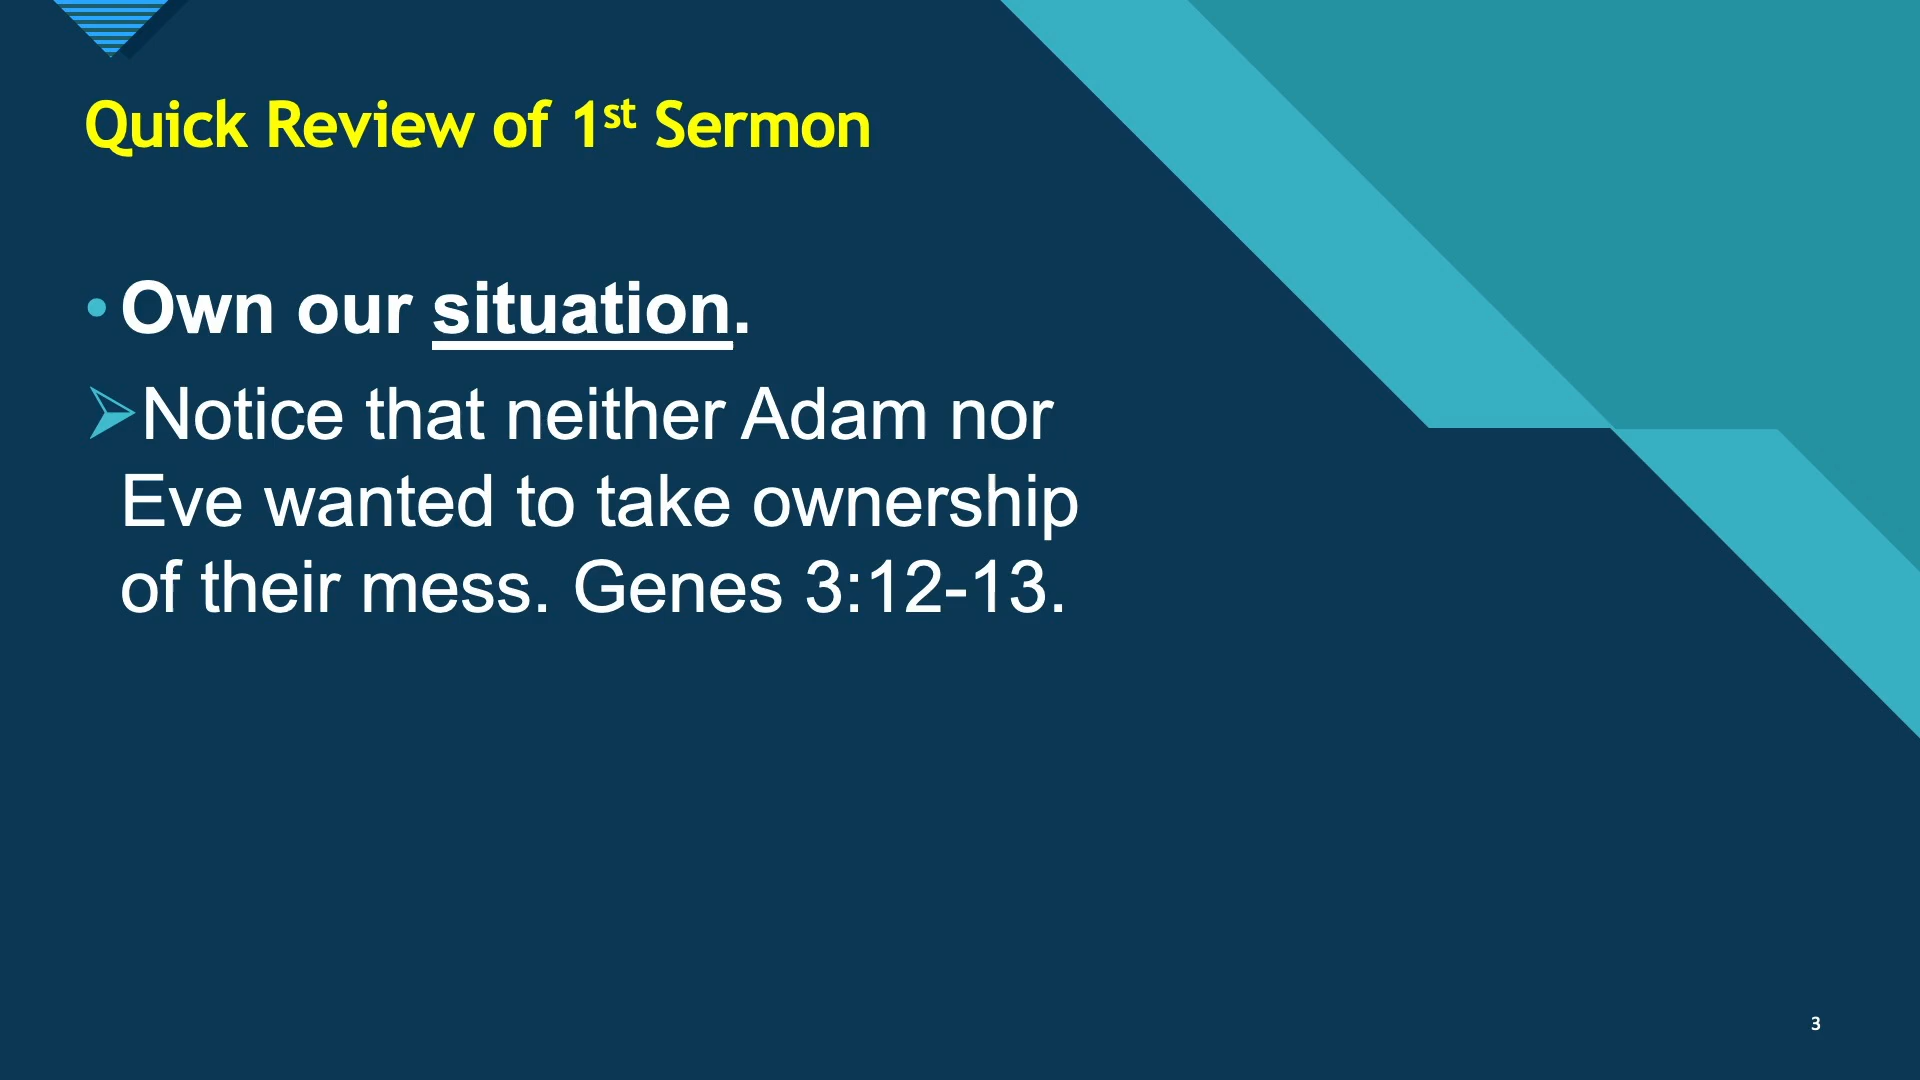 Quick Review of 1st Sermon
• Own our situation.
➢Notice that neither Adam nor
Eve wanted to take ownership
of their mess. Genes 3:12-13.
3